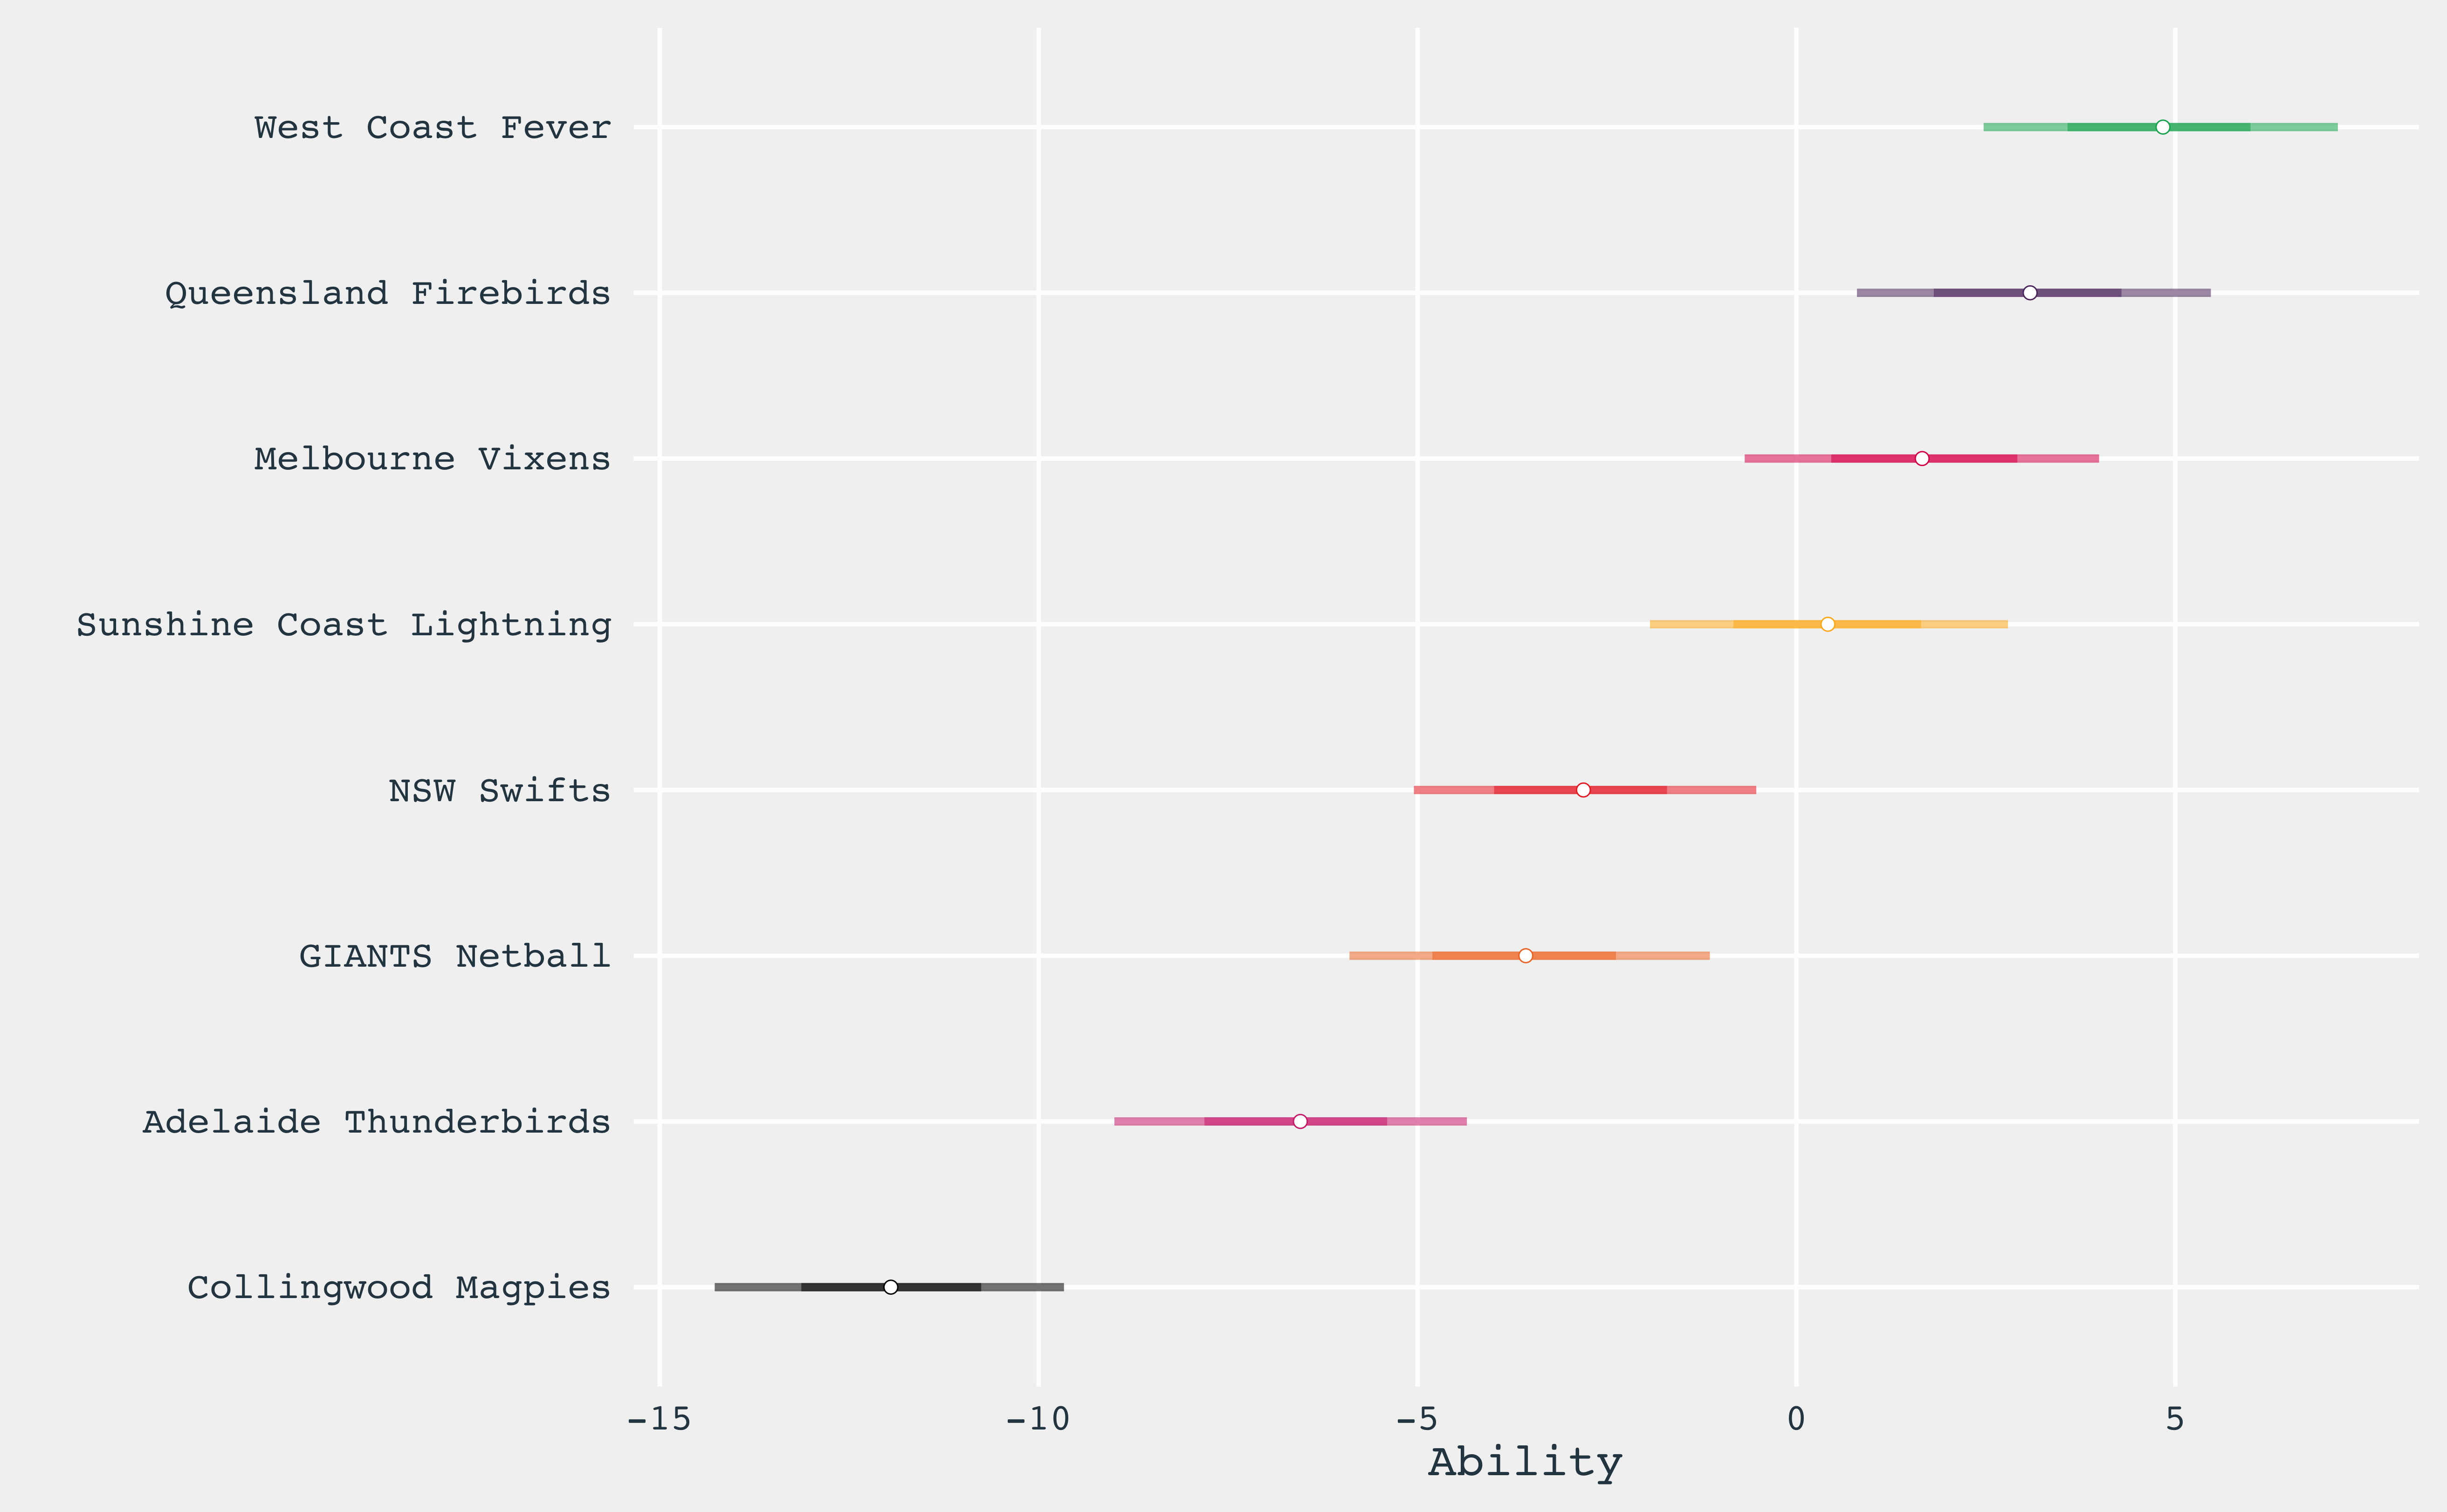 West Coast Fever
Queensland Firebirds
Melbourne Vixens
Sunshine Coast Lightning
NSW Swifts
GIANTS Netball
Adelaide Thunderbirds
Collingwood Magpies
-15 -10 -5 0 5
Ability